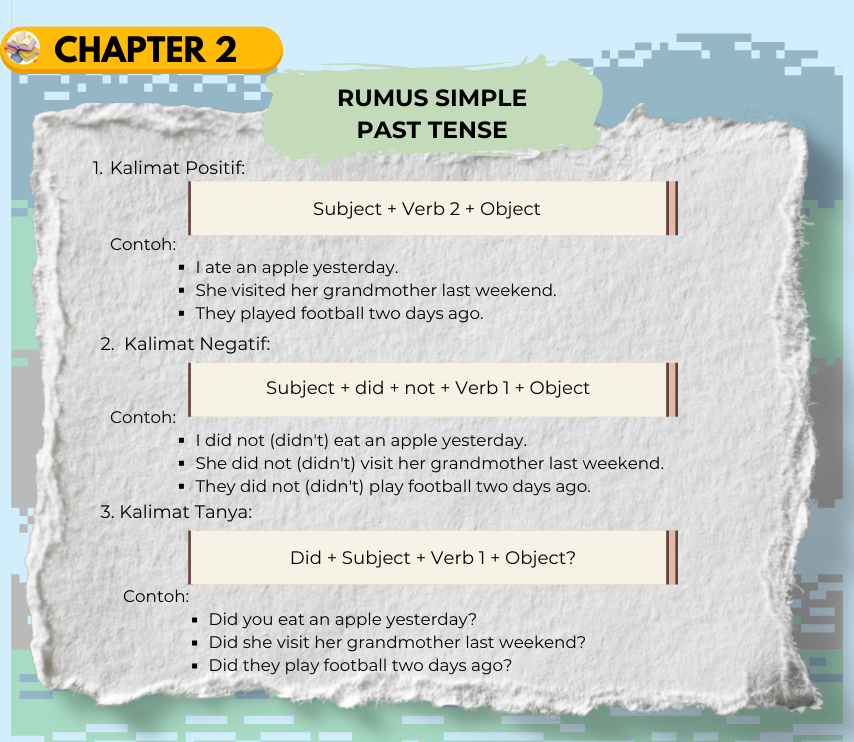 CHAPTER 2
RUMUS SIMPLE
PAST TENSE
1. Kalimat Positif:
Subject + Verb 2 + Object
Contoh:
▪ I ate an apple yesterday.
▪ She visited her grandmother last weekend.
▪ They played football two days ago.
2. Kalimat Negatif:
Subject + did + not + Verb 1 + Object
Contoh:
▪ I did not (didn't) eat an apple yesterday.
▪ She did not (didn't) visit her grandmother last weekend.
▪ They did not (didn't) play football two days ago.
3. Kalimat Tanya:
Did + Subject + Verb 1 + Object?
Contoh:
▪ Did you eat an apple yesterday?
▪ Did she visit her grandmother last weekend?
▪ Did they play football two days ago?